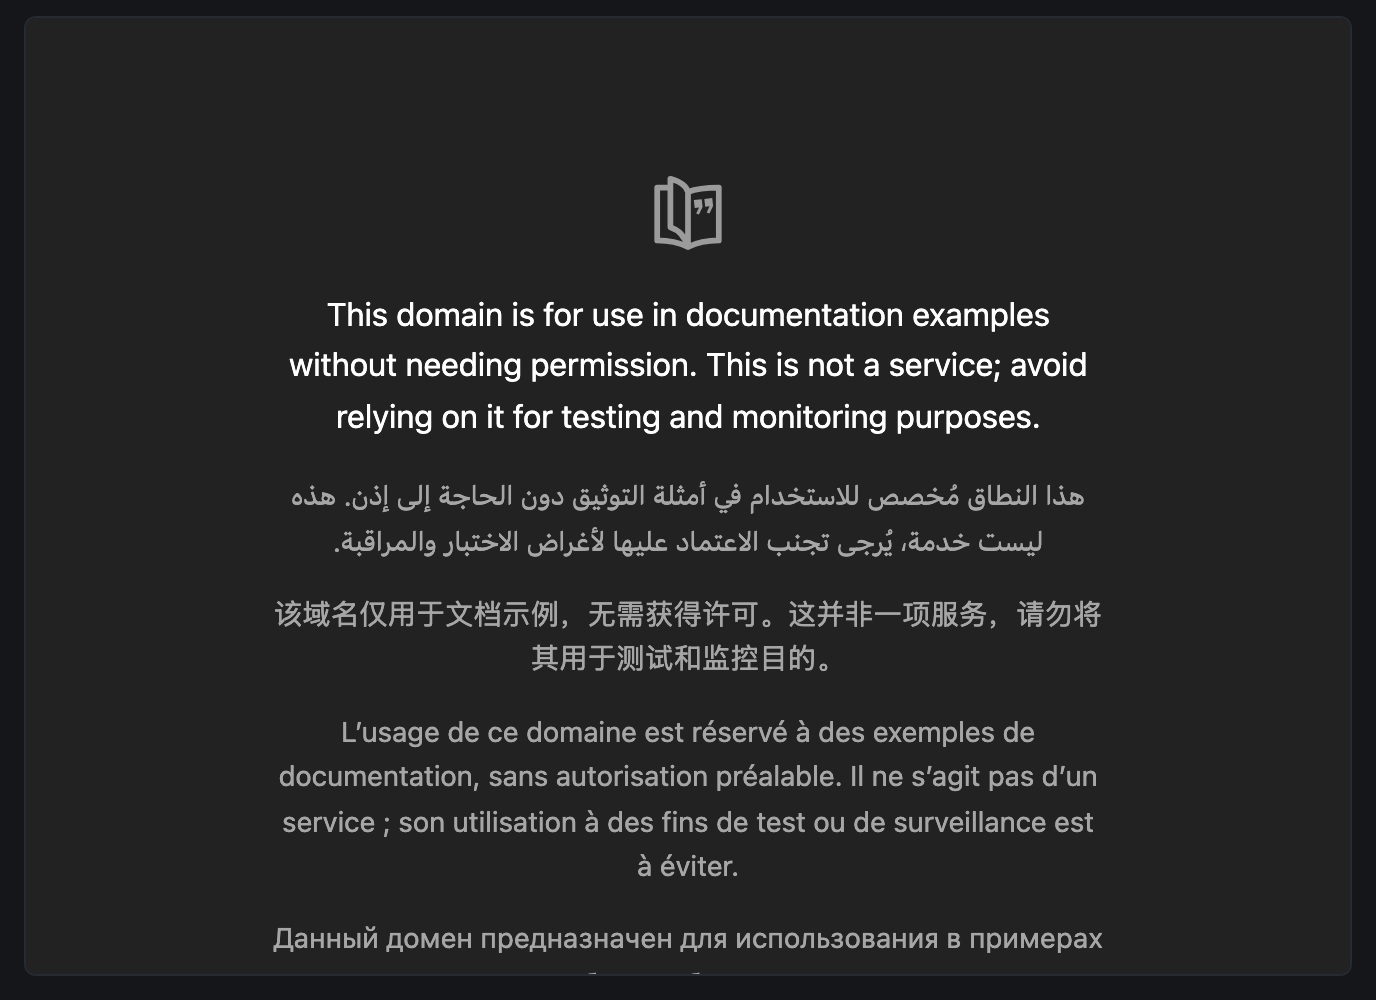 This domain is for use in documentation examples
without needing permission. This is not a service; avoid
relying on it for testing and monitoring purposes.
هذا النطاق مُخصص للاستخدام في أمثلة التوثيق دون الحاجة إلى إذن. هذه
ليست خدمة، يُرجى تجنب الاعتماد عليها لأغراض الاختبار والمراقبة.
该域名仅用于文档示例，无需获得许可。这并非一项服务，请勿将
其用于测试和监控目的。
L’usage de ce domaine est réservé à des exemples de
documentation, sans autorisation préalable. Il ne s’agit pas d’un
service ; son utilisation à des fins de test ou de surveillance est
à éviter.
Данный домен предназначен для использования в примерах